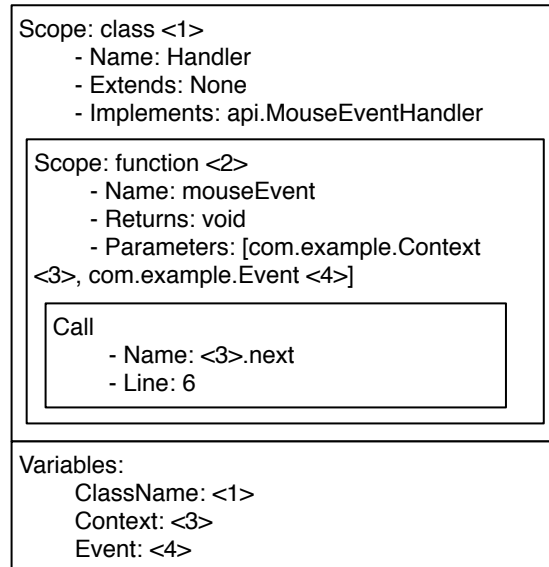 Scope: class <1>
- Name: Handler
- Extends: None
- Implements: api.MouseEventHandler
Scope: function <2>
- Name: mouseEvent
- Returns: void
- Parameters: [com.example.Context
<3>, com.example.Event <4>]
Call
- Name: <3>.next
- Line: 6
Variables:
ClassName: <1>
Context: <3>
Event: <4>